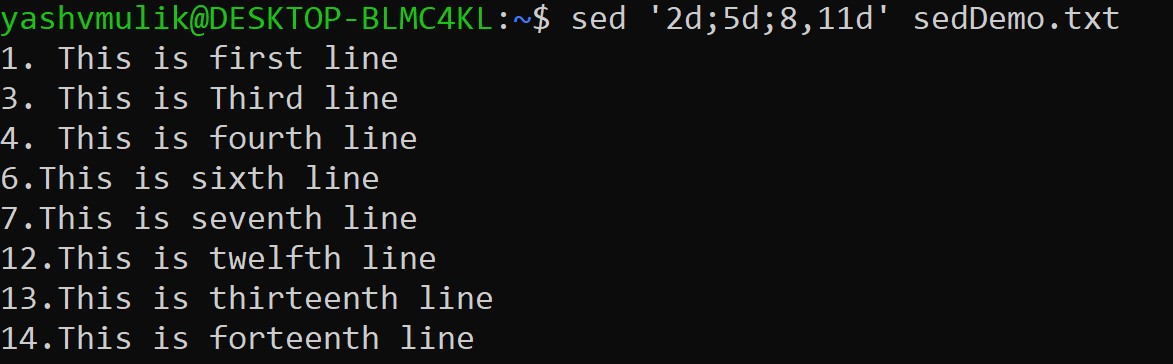 yashvmulik@DESKTOP-BLMC4KL:~$ sed '2d;5d;8,11d' sedDemo.txt
1. This is first line
3. This is Third line
4. This is fourth line
6.This is sixth line
7.This is seventh line
12.This is twelfth line
13.This is thirteenth line
14.This is forteenth line